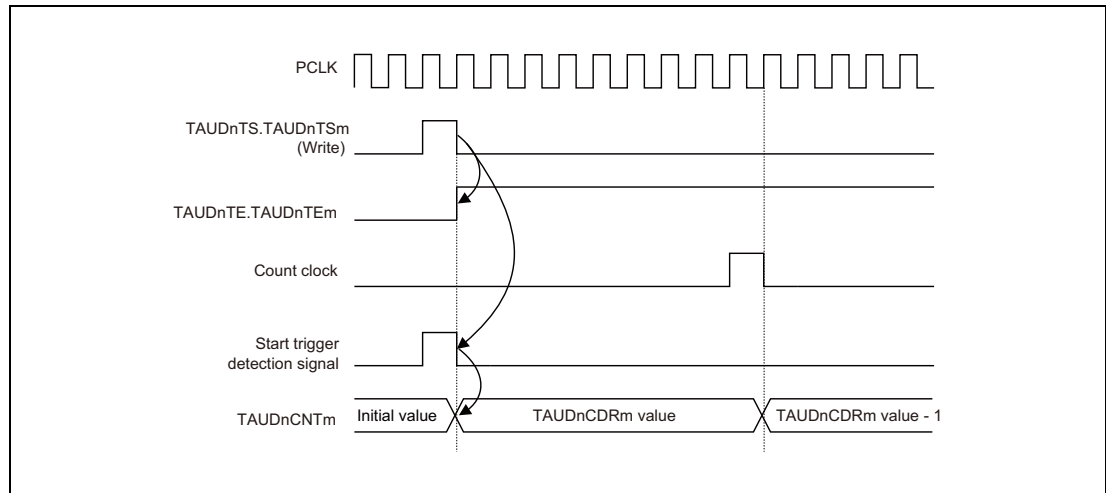 PCLK
TAUDnTS.TAUDnTSm
(Write)
TAUDnTE.TAUDnTEm
Count clock
Start trigger
detection signal
TAUDnCNTm
Initial value
TAUDnCDRm value
TAUDnCDRm value - 1